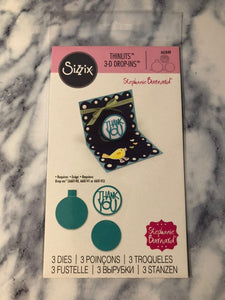 Sizzix
THINLITS™
3-D DROP-INS™
Stephanie Barnard
THANK
YOU
THANK
YOU
Stephanie
Barnard
3 DIES | 3 POINÇONS | 3 TROQUELES
3 FUSTELLE | 3 ВЫРУБКИ | 3 STANZEN